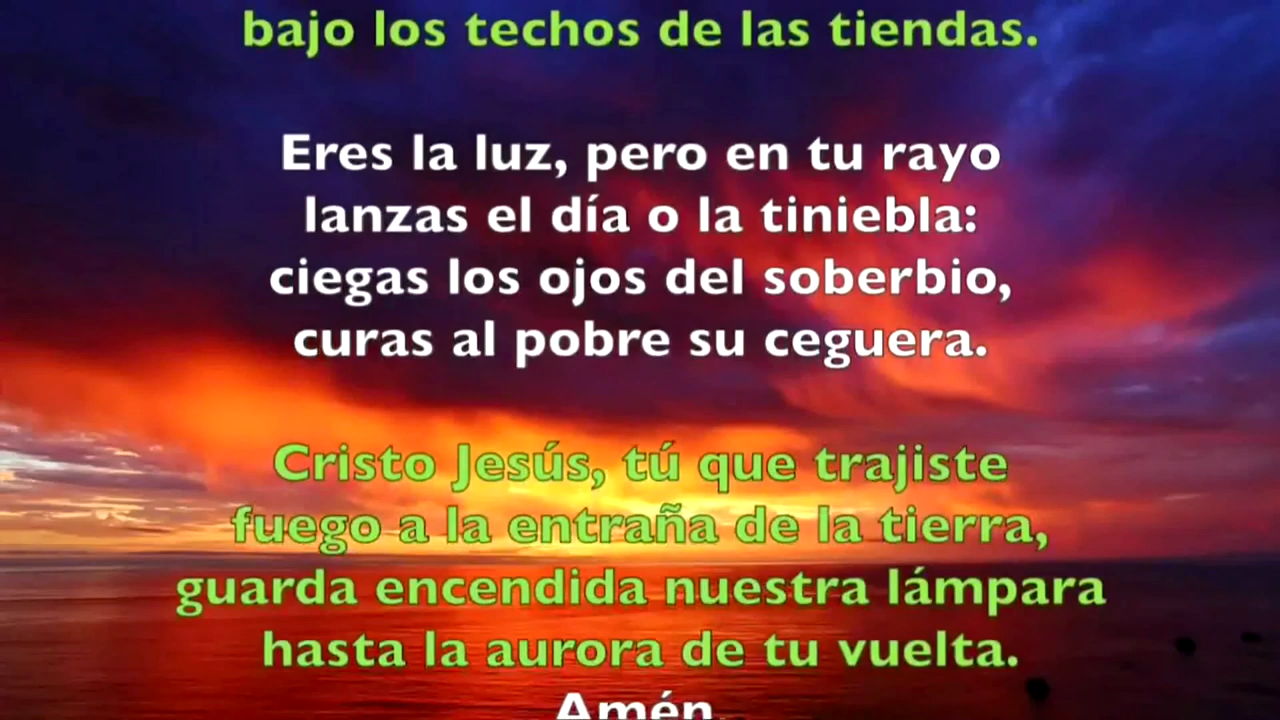 bajo los techos de las tiendas.
Eres la luz, pero en tu rayo
lanzas el día o la tiniebla:
ciegas los ojos del soberbio,
curas al pobre su ceguera.
Cristo Jesús, tú que trajiste
fuego a la entraña de la tierra,
guarda encendida nuestra lámpara
hasta la aurora de tu vuelta.
Amén.